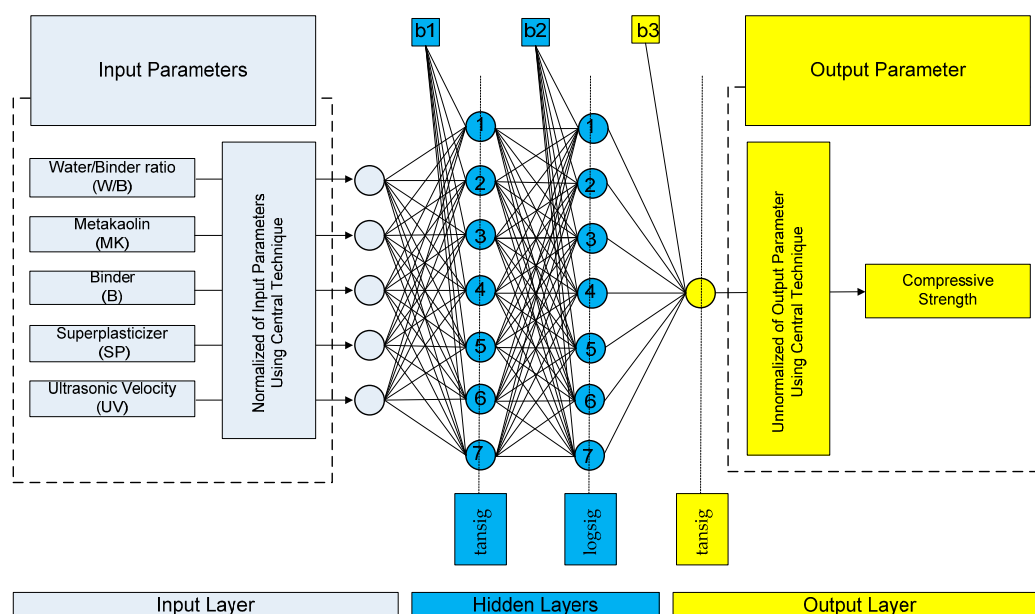 b1
b2
b3
Input Parameters
Output Parameter
Water/Binder ratio
(W/B)
Metakaolin
(MK)
Binder
(B)
Superplasticizer
(SP)
Ultrasonic Velocity
(UV)
Normalized of Input Parameters
Using Central Technique
1
2
3
4
5
6
7
1
2
3
4
5
6
7
Unnormalized of Output Parameter
Using Central Technique
Compressive
Strength
tansig
logsig
tansig
Input Layer
Hidden Layers
Output Layer